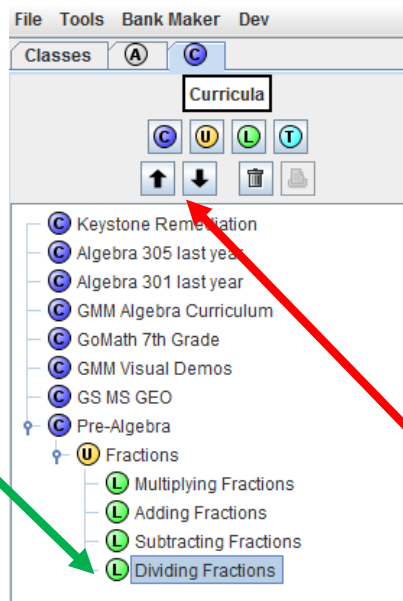 File Tools Bank Maker Dev
Classes A C
Curricula
C U L T
C Keystone Remediation
C Algebra 305 last year
C Algebra 301 last year
C GMM Algebra Curriculum
C GoMath 7th Grade
C GMM Visual Demos
C GS MS GEO
C Pre-Algebra
U Fractions
L Multiplying Fractions
L Adding Fractions
L Subtracting Fractions
L Dividing Fractions